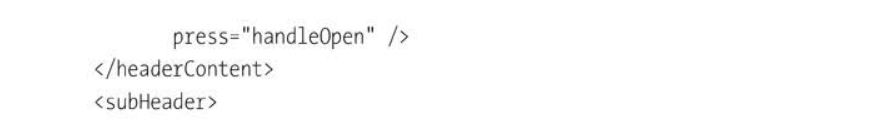 press="handleOpen" />
</headerContent>
<subHeader>